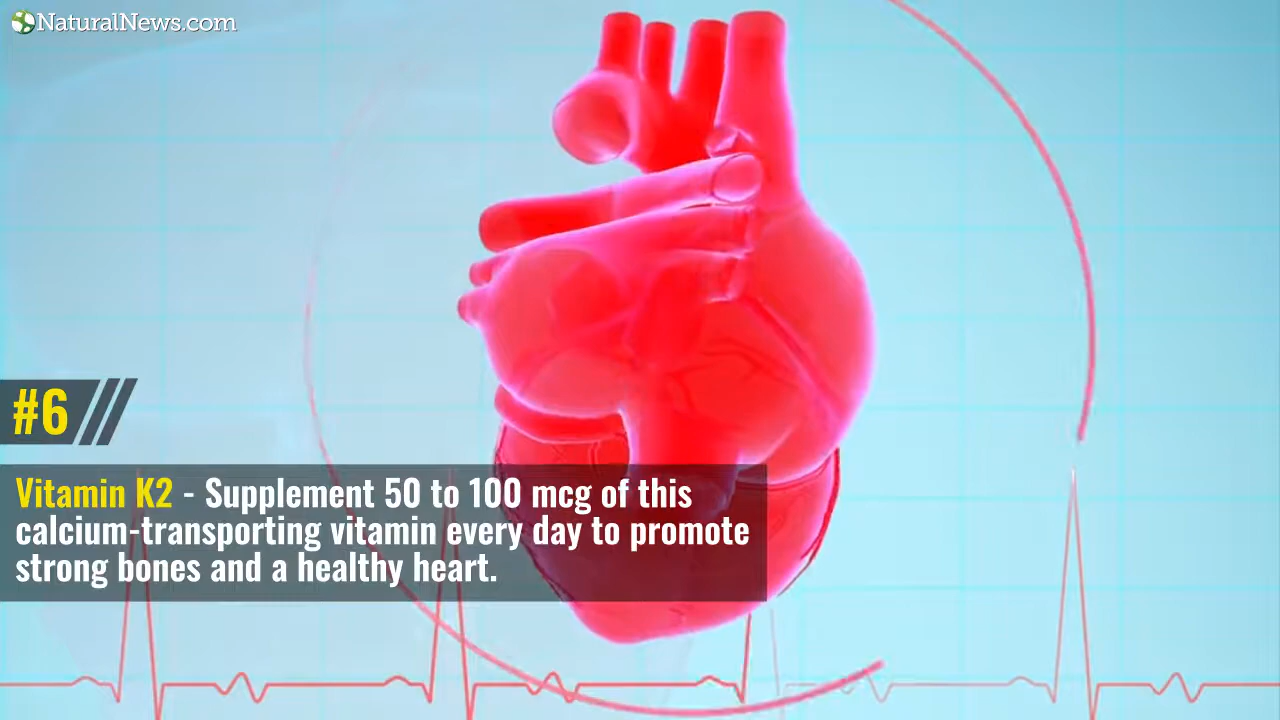 NaturalNews.com
#6
Vitamin K2 - Supplement 50 to 100 mcg of this
calcium-transporting vitamin every day to promote
strong bones and a healthy heart.